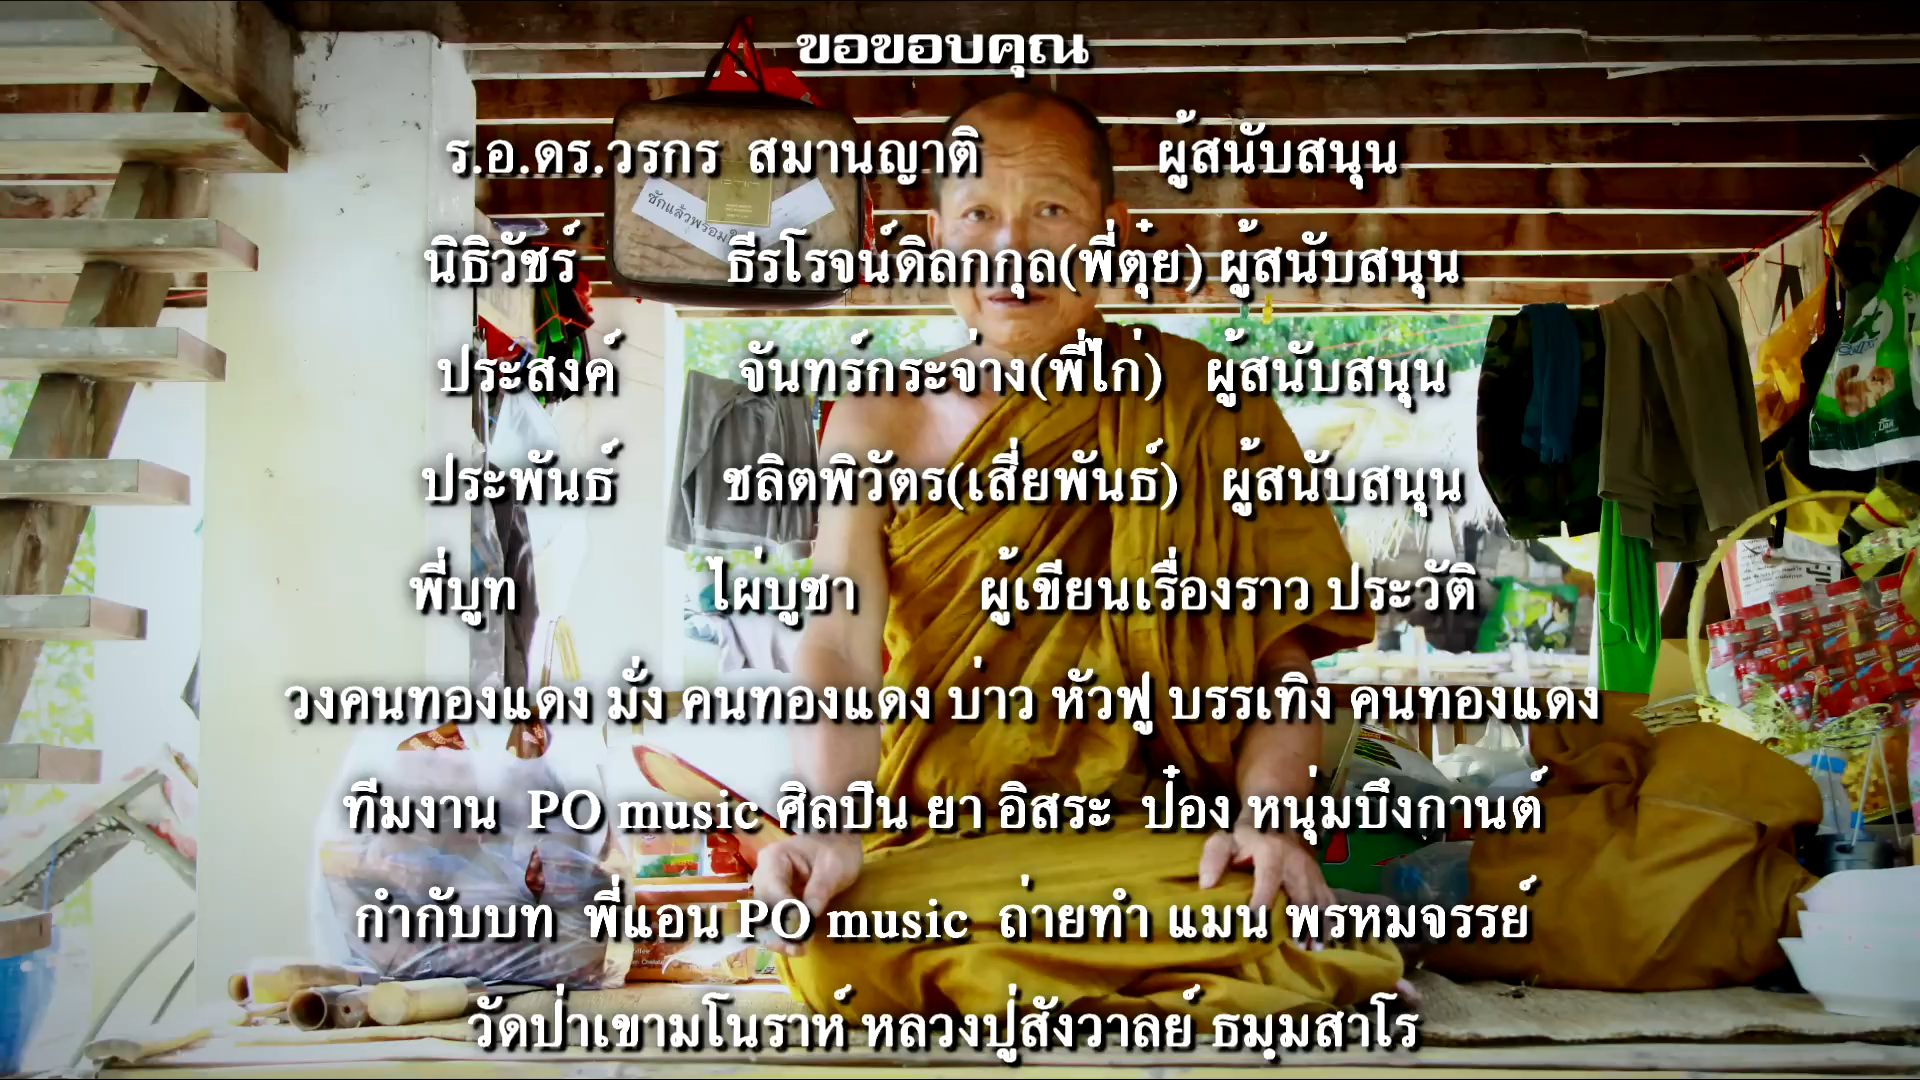 ขอขอบคุณ
ร.อ.ดร.วรกร สมานญาติ ผู้สนับสนุน
ซักแล้วพรอม
นิธิวัชร์ ธีรโรจน์ดิลกกุล(พี่ตุ๋ย) ผู้สนับสนุน
ประสงค์ จันทร์กระจ่าง(พี่ไก่) ผู้สนับสนุน
ประพันธ์ ชลิตพิวัตร(เสี่ยพันธ์) ผู้สนับสนุน
พี่บูท ไผ่บูชา ผู้เขียนเรื่องราว ประวัติ
วงคนทองแดง มั่ง คนทองแดง บ่าว หัวฟู บรรเทิง คนทองแดง
ทีมงาน PO music ศิลปิน ยา อิสระ ป๋อง หนุ่มบึงกานต์
กำกับบท พี่แอน PO music ถ่ายทำ แมน พรหมจรรย์
วัดป่าเขามโนราห์ หลวงปู่สังวาลย์ ธมฺมสาโร